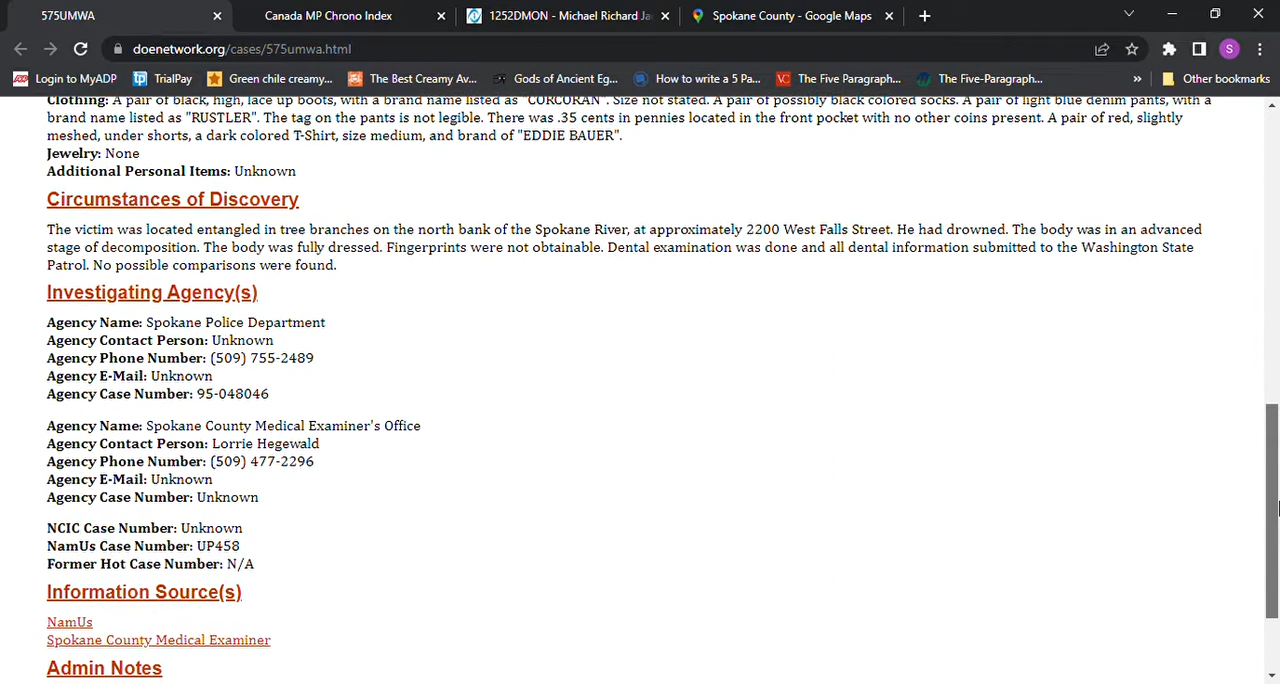 575UMWA
Canada MP Chrono Index
1252DMON - Michael Richard Ja
Spokane County - Google Maps
doenetwork.org/cases/575umwa.html
S
Login to MyADP
tp TrialPay
Green chile creamy...
The Best Creamy Av...
Gods of Ancient Eg...
How to write a 5 Pa...
VC The Five Paragraph...
The Five-Paragraph...
» Other bookmarks
Clothing: A pair of black, high, lace up boots, with a brand name listed as "CORCORAN". Size not stated. A pair of possibly black colored socks. A pair of light blue denim pants, with a
brand name listed as "RUSTLER". The tag on the pants is not legible. There was .35 cents in pennies located in the front pocket with no other coins present. A pair of red, slightly
meshed, under shorts, a dark colored T-Shirt, size medium, and brand of "EDDIE BAUER".
Jewelry: None
Additional Personal Items: Unknown
Circumstances of Discovery
The victim was located entangled in tree branches on the north bank of the Spokane River, at approximately 2200 West Falls Street. He had drowned. The body was in an advanced
stage of decomposition. The body was fully dressed. Fingerprints were not obtainable. Dental examination was done and all dental information submitted to the Washington State
Patrol. No possible comparisons were found.
Investigating Agency(s)
Agency Name: Spokane Police Department
Agency Contact Person: Unknown
Agency Phone Number: (509) 755-2489
Agency E-Mail: Unknown
Agency Case Number: 95-048046
Agency Name: Spokane County Medical Examiner's Office
Agency Contact Person: Lorrie Hegewald
Agency Phone Number: (509) 477-2296
Agency E-Mail: Unknown
Agency Case Number: Unknown
NCIC Case Number: Unknown
NamUs Case Number: UP458
Former Hot Case Number: N/A
Information Source(s)
NamUs
Spokane County Medical Examiner
Admin Notes